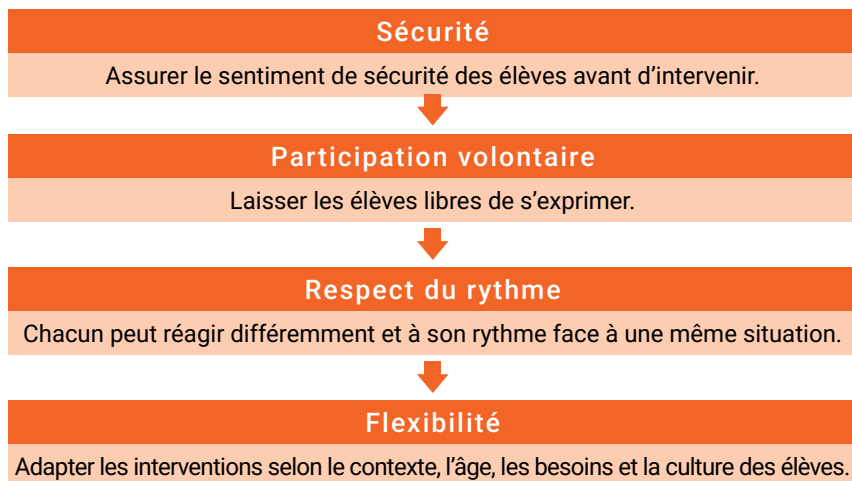 Sécurité
Assurer le sentiment de sécurité des élèves avant d’intervenir.
Participation volontaire
Laisser les élèves libres de s’exprimer.
Respect du rythme
Chacun peut réagir différemment et à son rythme face à une même situation.
Flexibilité
Adapter les interventions selon le contexte, l’âge, les besoins et la culture des élèves.